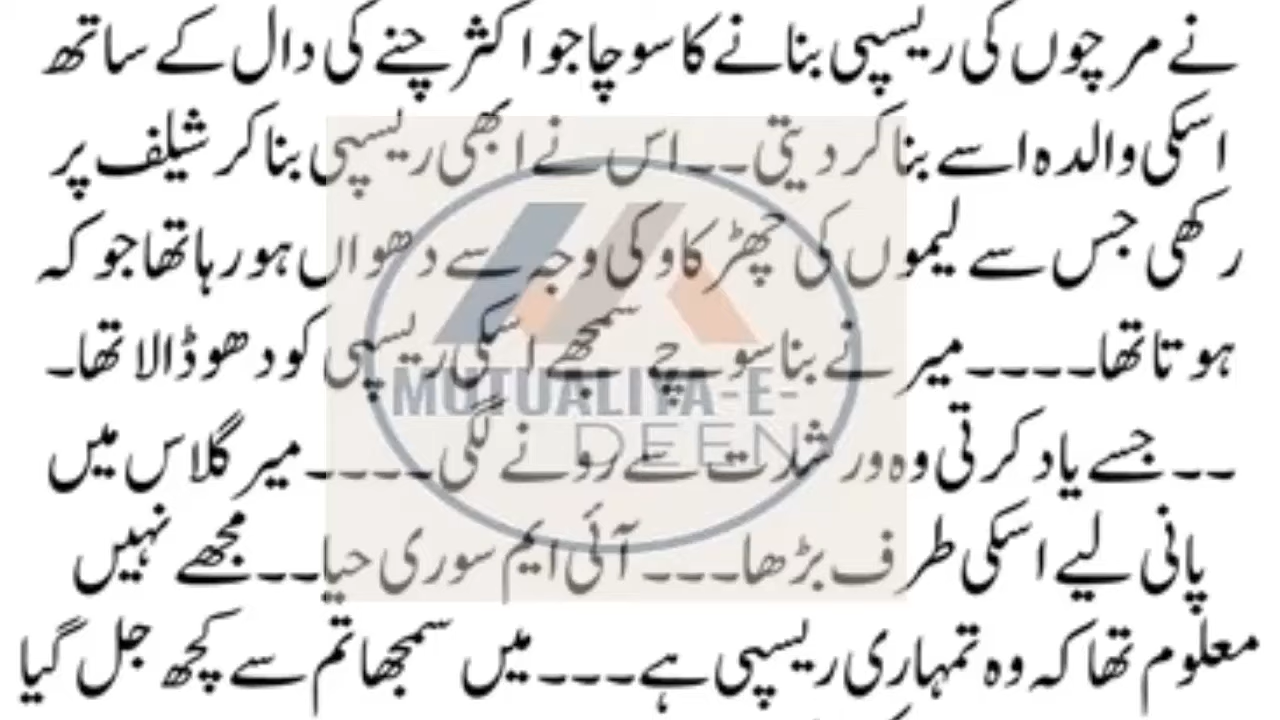 نے مرچوں کی ریسپی بنانے کا سوچا جو اکثر چنے کی دال کے ساتھ
اسکی والدہ اسے بنا کر دیتی۔۔۔اس نے ابھی ریسپی بنا کر شیلف پر
رکھی جس سے لیموں کی چھڑکاو کی وجہ سے دھواں ہو رہا تھا جو کہ
ہوتا تھا۔۔۔۔میر نے بنا سوچے سمجھے اسکی ریسپی کو دھو ڈالا تھا۔
MUTUALIYA-E-
DEEN
۔۔جسے یاد کرتی وہ ور شدت سے رونے لگی۔۔۔۔میر گلاس میں
پانی لیے اسکی طرف بڑھا۔۔۔ آئی ایم سوری حیا۔۔مجھے نہیں
معلوم تھا کہ وہ تمہاری ریسپی ہے۔۔۔میں سمجھا تم سے کچھ جل گیا